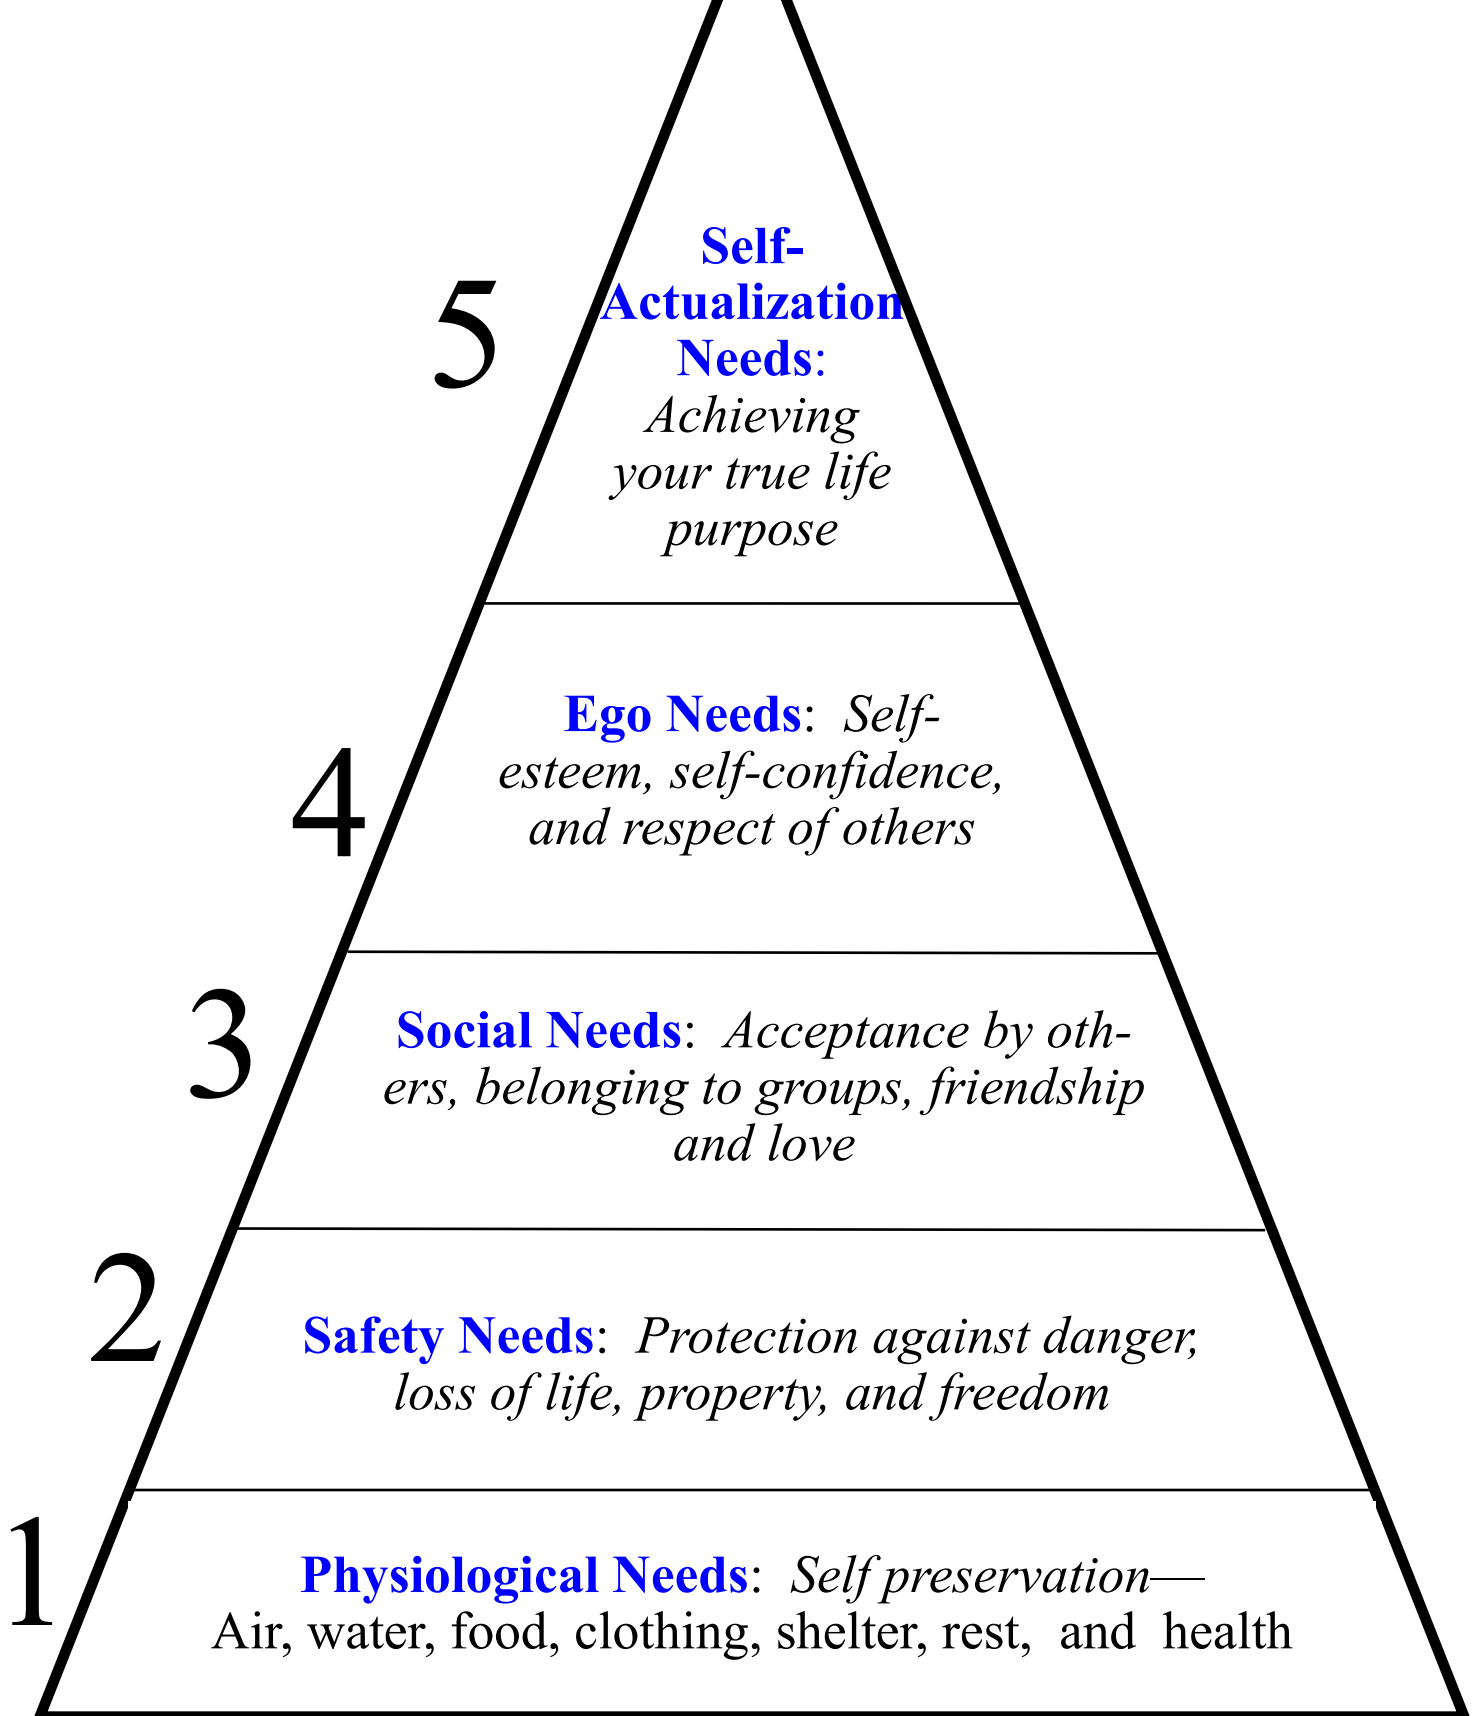 5
Self-
Actualization
Needs:
Achieving
your true life
purpose
4
Ego Needs: Self-
esteem, self-confidence,
and respect of others
3
Social Needs: Acceptance by oth-
ers, belonging to groups, friendship
and love
2
Safety Needs: Protection against danger,
loss of life, property, and freedom
1
Physiological Needs: Self preservation—
Air, water, food, clothing, shelter, rest, and health